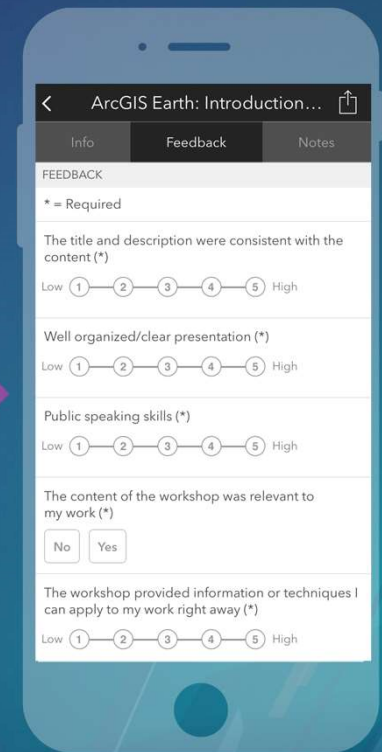 ArcGIS Earth: Introduction...
Info Feedback Notes
FEEDBACK
* = Required
The title and description were consistent with the
content (*)
Low 1 2 3 4 5 High
Well organized/clear presentation (*)
Low 1 2 3 4 5 High
Public speaking skills (*)
Low 1 2 3 4 5 High
The content of the workshop was relevant to
my work (*)
No Yes
The workshop provided information or techniques I
can apply to my work right away (*)
Low 1 2 3 4 5 High